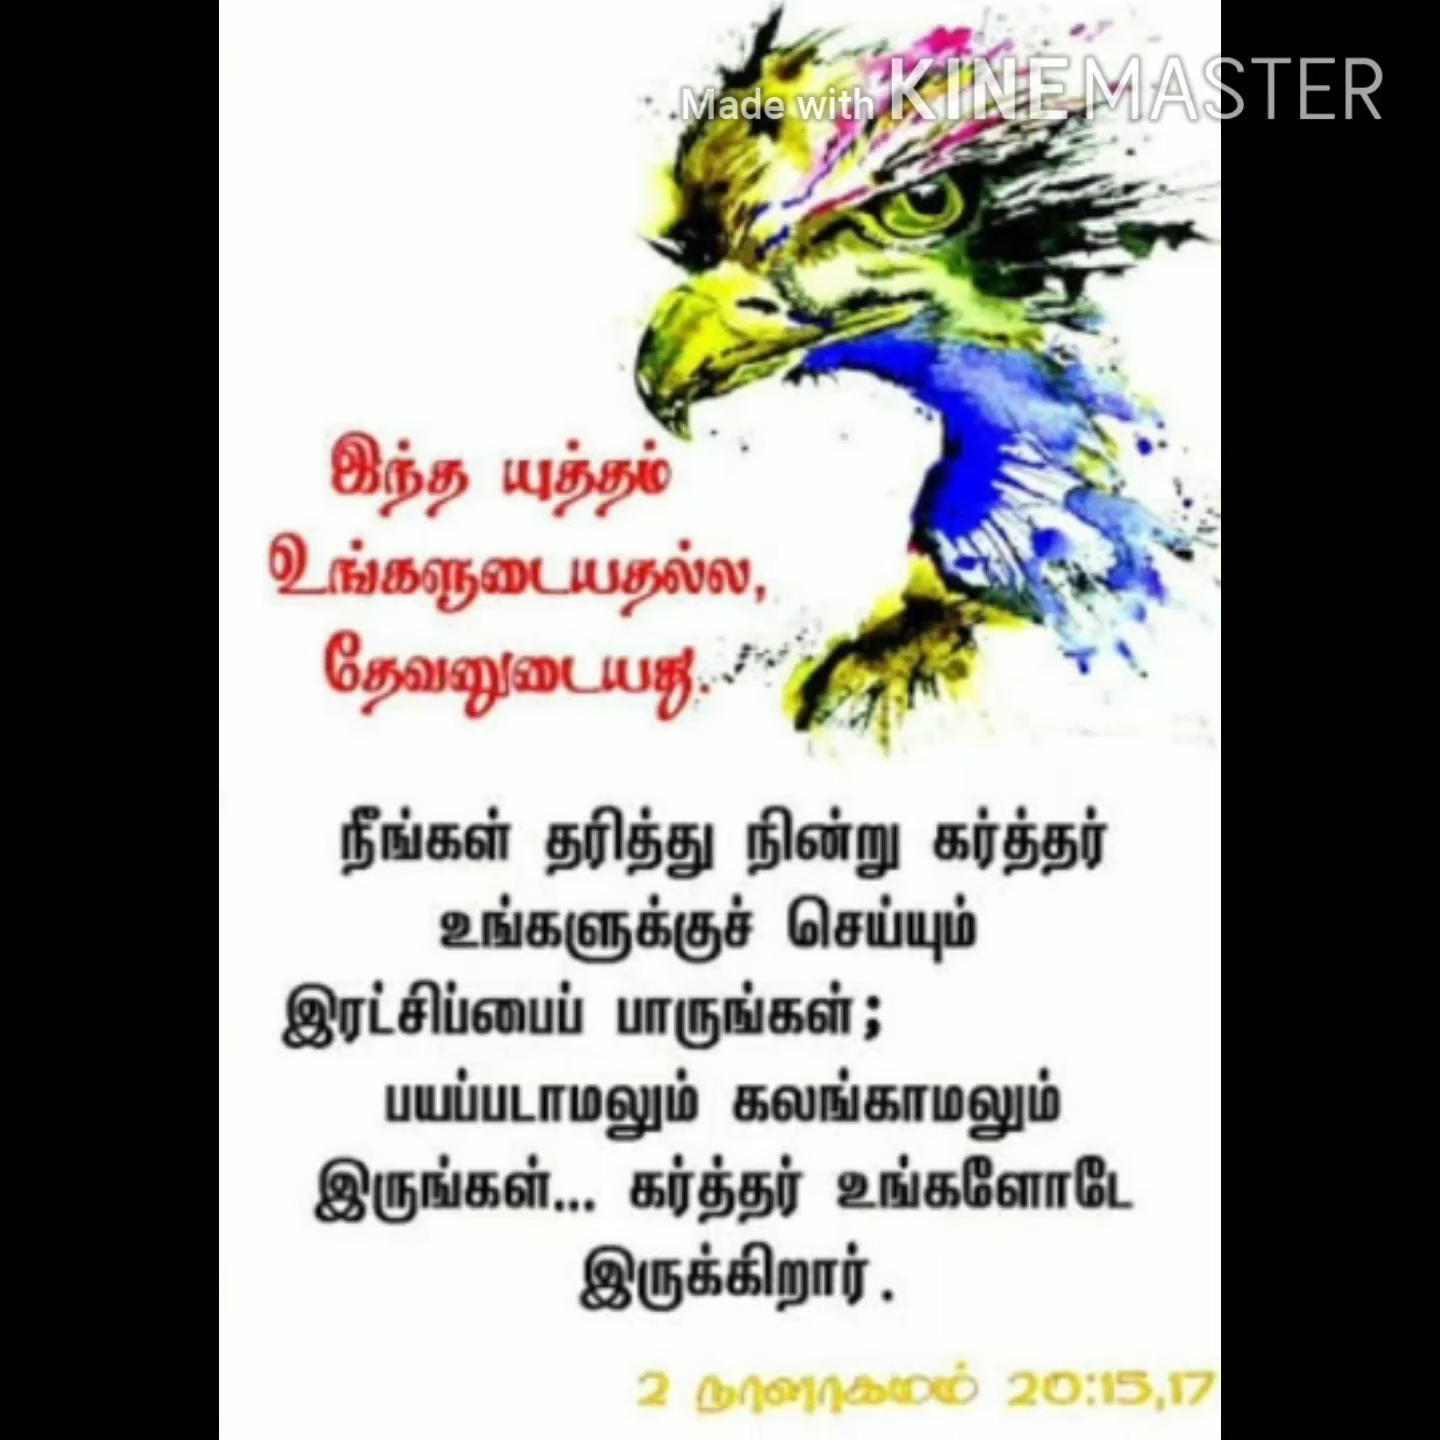 Made with KINEMASTER
இந்த யுத்தம்
உங்களுடையதல்ல,
தேவனுடையது.
நீங்கள் தரித்து நின்று கர்த்தர்
உங்களுக்குச் செய்யும்
இரட்சிப்பைப் பாருங்கள்;
பயப்படாமலும் கலங்காமலும்
இருங்கள்... கர்த்தர் உங்களோடே
இருக்கிறார்.
2 நாளாகமம் 20:15,17